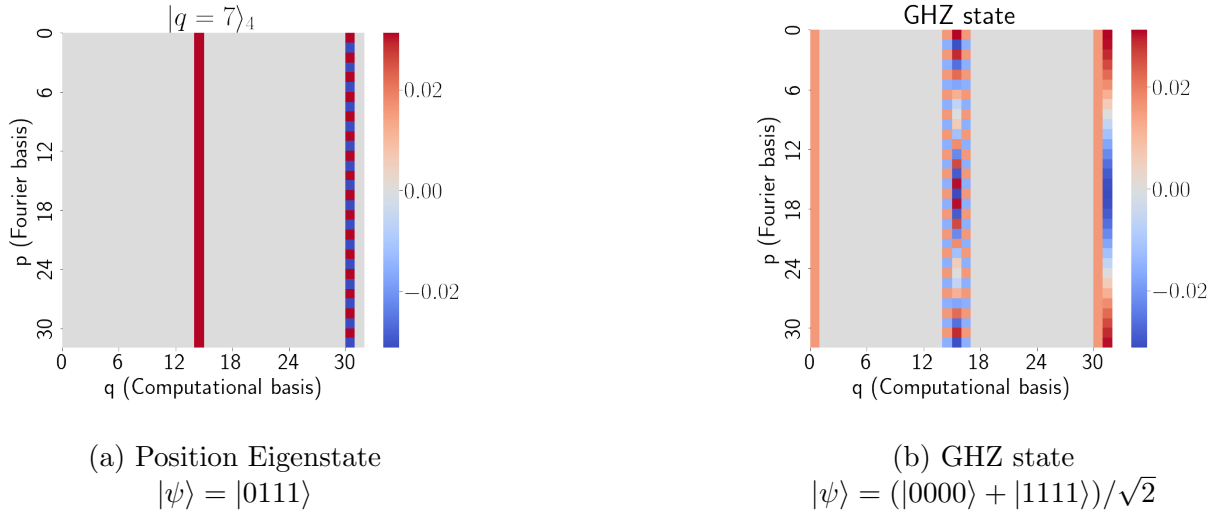 |q = 7⟩₄
0
6
12
18
24
30
p (Fourier basis)
0 6 12 18 24 30
q (Computational basis)
0.02
0.00
−0.02
GHZ state
0
6
12
18
24
30
p (Fourier basis)
0 6 12 18 24 30
q (Computational basis)
0.02
0.00
−0.02
(a) Position Eigenstate
|ψ⟩ = |0111⟩
(b) GHZ state
|ψ⟩ = (|0000⟩ + |1111⟩)/√2